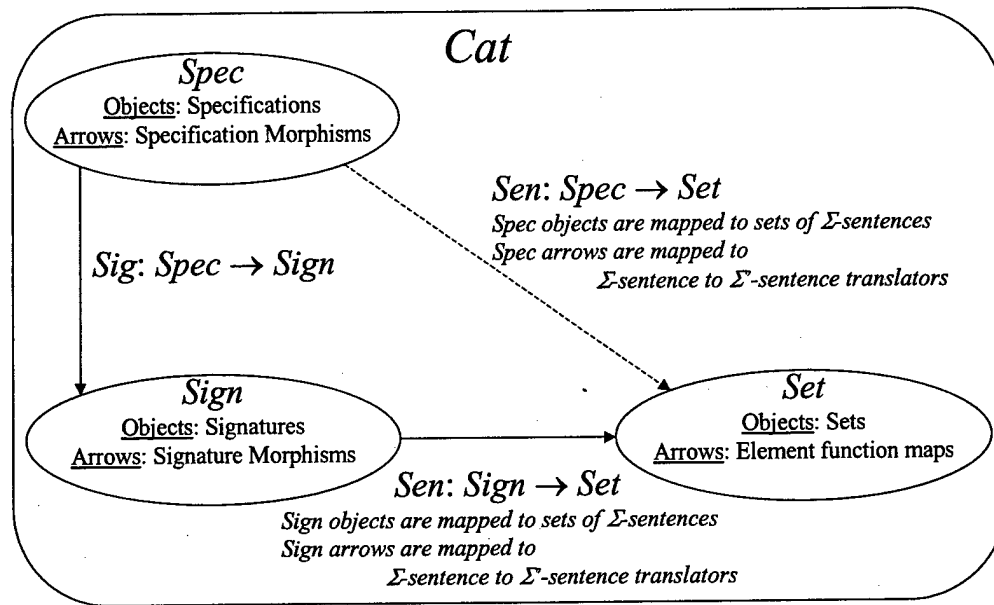 Cat
Spec
Objects: Specifications
Arrows: Specification Morphisms
Sen: Spec → Set
Spec objects are mapped to sets of Σ-sentences
Spec arrows are mapped to
Σ-sentence to Σ'-sentence translators
Sig: Spec → Sign
Sign
Objects: Signatures
Arrows: Signature Morphisms
Set
Objects: Sets
Arrows: Element function maps
Sen: Sign → Set
Sign objects are mapped to sets of Σ-sentences
Sign arrows are mapped to
Σ-sentence to Σ'-sentence translators